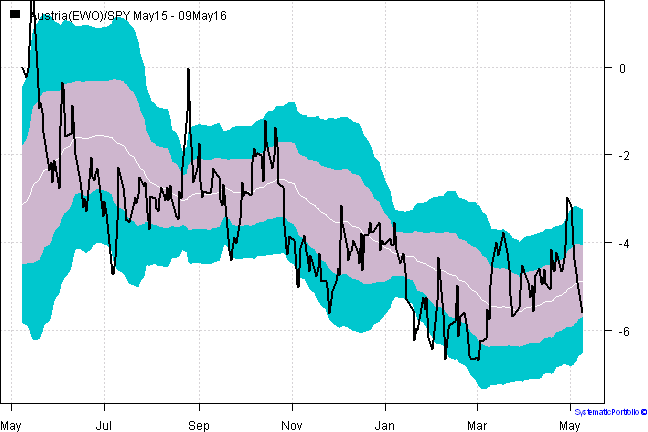 Austria(EWO)/SPY May15 - 09May16
0
-2
-4
-6
SystematicPortfolio ©
May Jul Sep Nov Jan Mar May